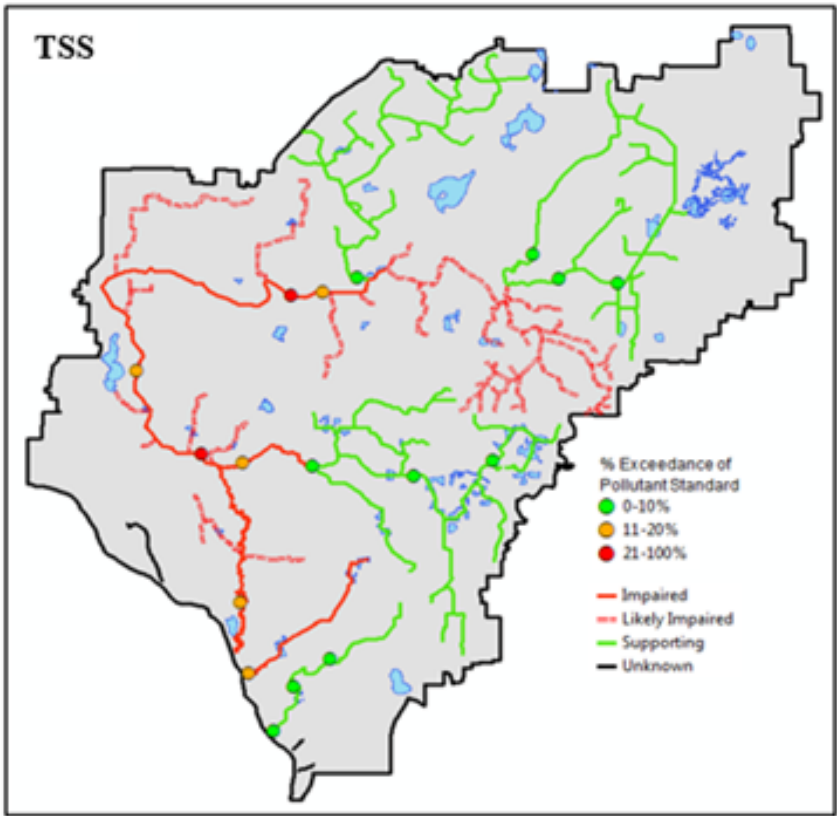 TSS
% Exceedance of
Pollutant Standard
0-10%
11-20%
21-100%
Impaired
Likely Impaired
Supporting
Unknown